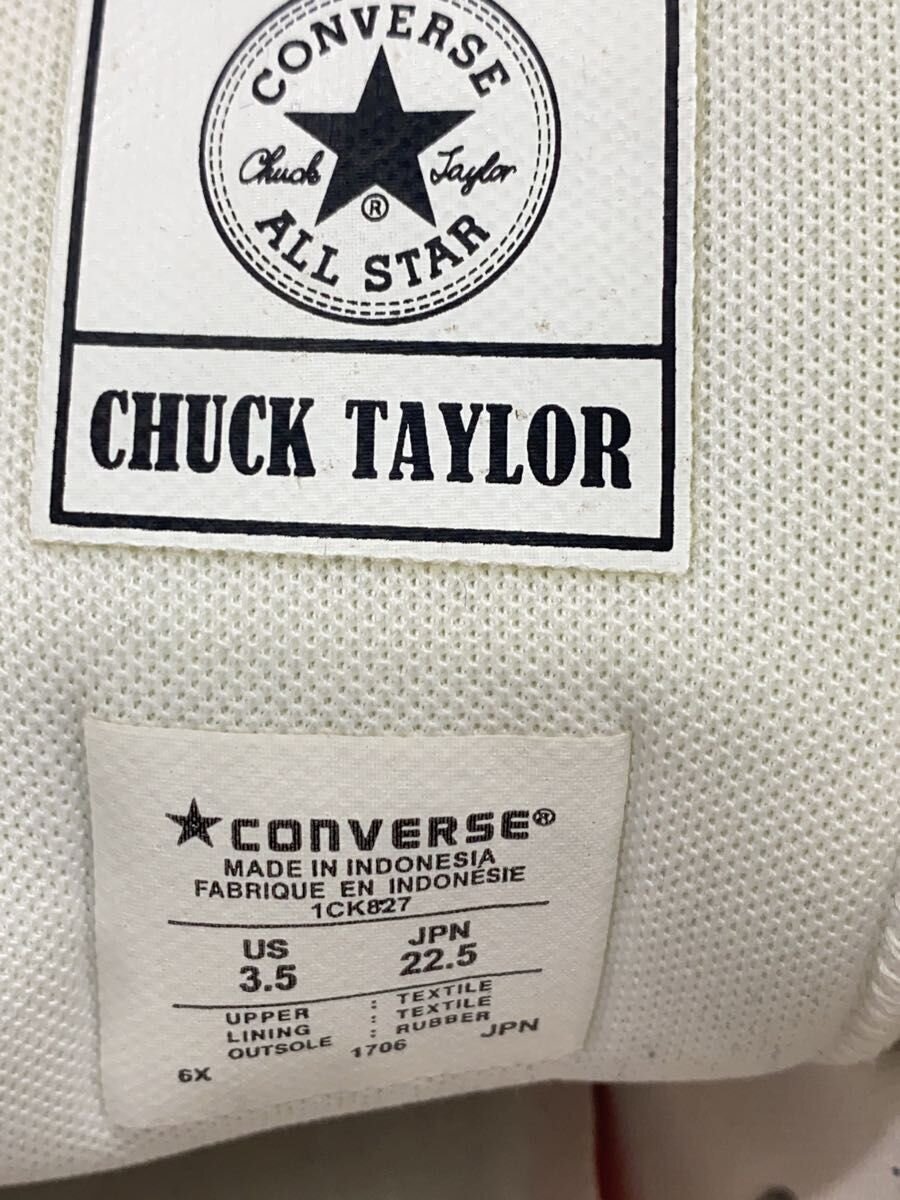 CONVERSE
Chuck Taylor
®
ALL STAR
CHUCK TAYLOR
CONVERSE®
MADE IN INDONESIA
FABRIQUE EN INDONÉSIE
1CK827
US JPN
3.5 22.5
UPPER : TEXTILE
LINING : TEXTILE
OUTSOLE : RUBBER
6X 1706 JPN